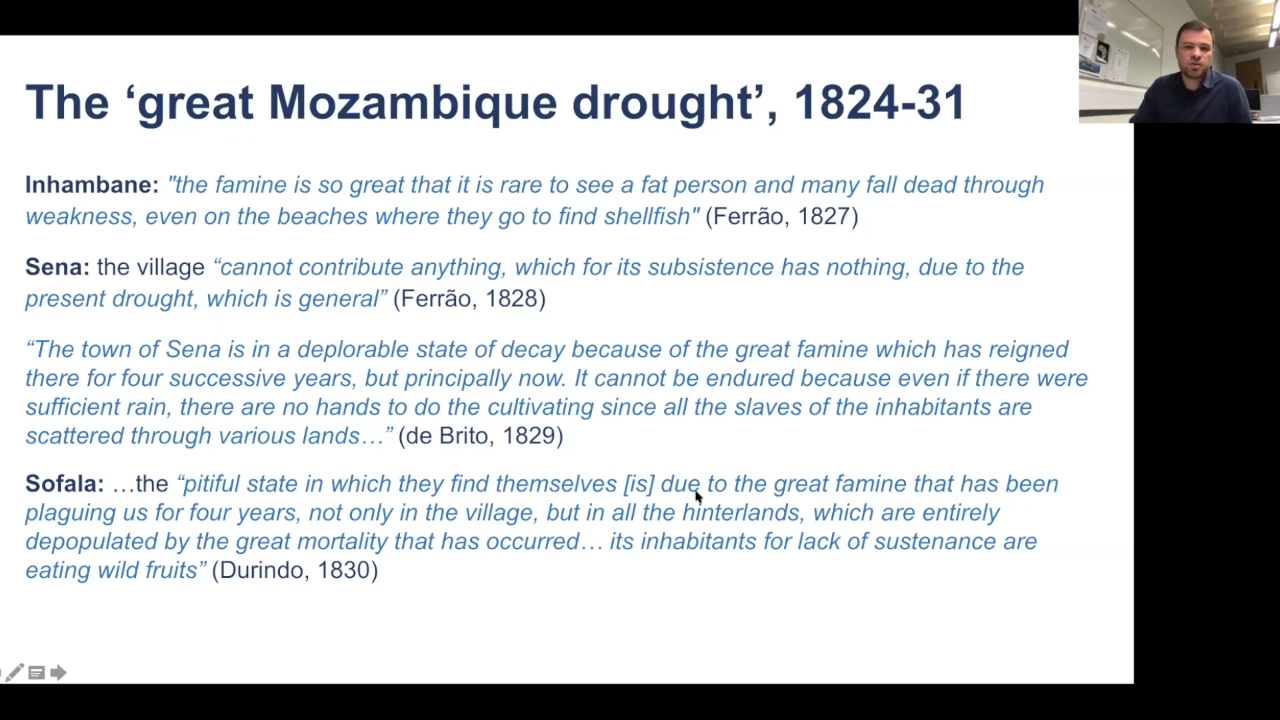 The ‘great Mozambique drought’, 1824-31
Inhambane: "the famine is so great that it is rare to see a fat person and many fall dead through
weakness, even on the beaches where they go to find shellfish" (Ferrão, 1827)
Sena: the village “cannot contribute anything, which for its subsistence has nothing, due to the
present drought, which is general” (Ferrão, 1828)
“The town of Sena is in a deplorable state of decay because of the great famine which has reigned
there for four successive years, but principally now. It cannot be endured because even if there were
sufficient rain, there are no hands to do the cultivating since all the slaves of the inhabitants are
scattered through various lands…” (de Brito, 1829)
Sofala: …the “pitiful state in which they find themselves [is] due to the great famine that has been
plaguing us for four years, not only in the village, but in all the hinterlands, which are entirely
depopulated by the great mortality that has occurred… its inhabitants for lack of sustenance are
eating wild fruits” (Durindo, 1830)